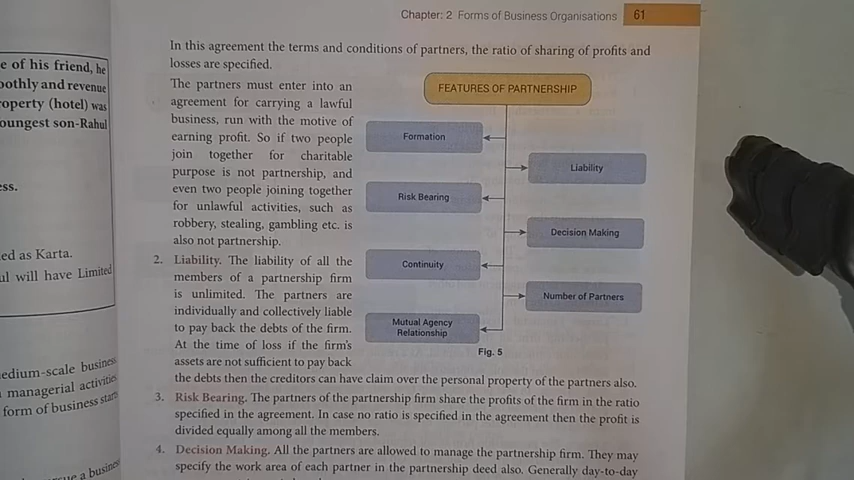 Chapter: 2 Forms of Business Organisations 61
In this agreement the terms and conditions of partners, the ratio of sharing of profits and
losses are specified.
The partners must enter into an
agreement for carrying a lawful
business, run with the motive of
earning profit. So if two people
join together for charitable
purpose is not partnership, and
even two people joining together
for unlawful activities, such as
robbery, stealing, gambling etc. is
also not partnership.
2. Liability. The liability of all the
members of a partnership firm
is unlimited. The partners are
individually and collectively liable
to pay back the debts of the firm.
At the time of loss if the firm's
assets are not sufficient to pay back
the debts then the creditors can have claim over the personal property of the partners also.
FEATURES OF PARTNERSHIP
Formation
Liability
Risk Bearing
Decision Making
Continuity
Number of Partners
Mutual Agency
Relationship
Fig. 5
3. Risk Bearing. The partners of the partnership firm share the profits of the firm in the ratio
specified in the agreement. In case no ratio is specified in the agreement then the profit is
divided equally among all the members.
4. Decision Making. All the partners are allowed to manage the partnership firm. They may
specify the work area of each partner in the partnership deed also. Generally day-to-day
e of his friend, he
oothly and revenue
operty (hotel) was
oungest son-Rahul
ess.
ed as Karta.
ul will have Limited
edium-scale business
managerial activities
form of business start
a business